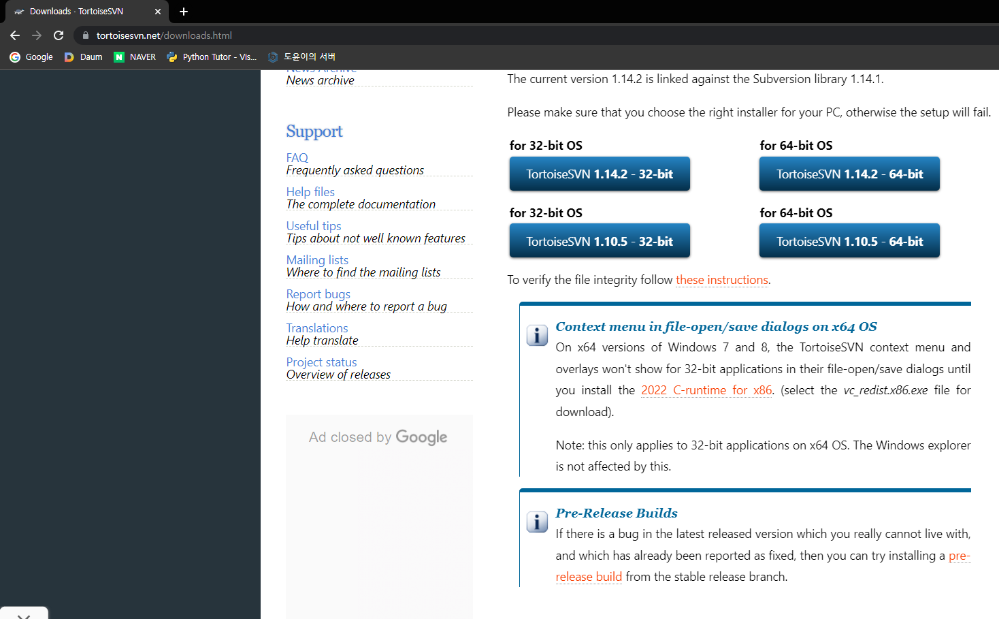 Downloads · TortoiseSVN
tortoisesvn.net/downloads.html
Google
Daum
NAVER
Python Tutor - Vis...
도윤이의 서버
News Archive
News archive
Support
FAQ
Frequently asked questions
Help files
The complete documentation
Useful tips
Tips about not well known features
Mailing lists
Where to find the mailing lists
Report bugs
How and where to report a bug
Translations
Help translate
Project status
Overview of releases
Ad closed by Google
The current version 1.14.2 is linked against the Subversion library 1.14.1.
Please make sure that you choose the right installer for your PC, otherwise the setup will fail.
for 32-bit OS
for 64-bit OS
TortoiseSVN 1.14.2 - 32-bit
TortoiseSVN 1.14.2 - 64-bit
for 32-bit OS
for 64-bit OS
TortoiseSVN 1.10.5 - 32-bit
TortoiseSVN 1.10.5 - 64-bit
To verify the file integrity follow these instructions.
Context menu in file-open/save dialogs on x64 OS
On x64 versions of Windows 7 and 8, the TortoiseSVN context menu and
overlays won't show for 32-bit applications in their file-open/save dialogs until
you install the 2022 C-runtime for x86. (select the vc_redist.x86.exe file for
download).
Note: this only applies to 32-bit applications on x64 OS. The Windows explorer
is not affected by this.
Pre-Release Builds
If there is a bug in the latest released version which you really cannot live with,
and which has already been reported as fixed, then you can try installing a pre-
release build from the stable release branch.